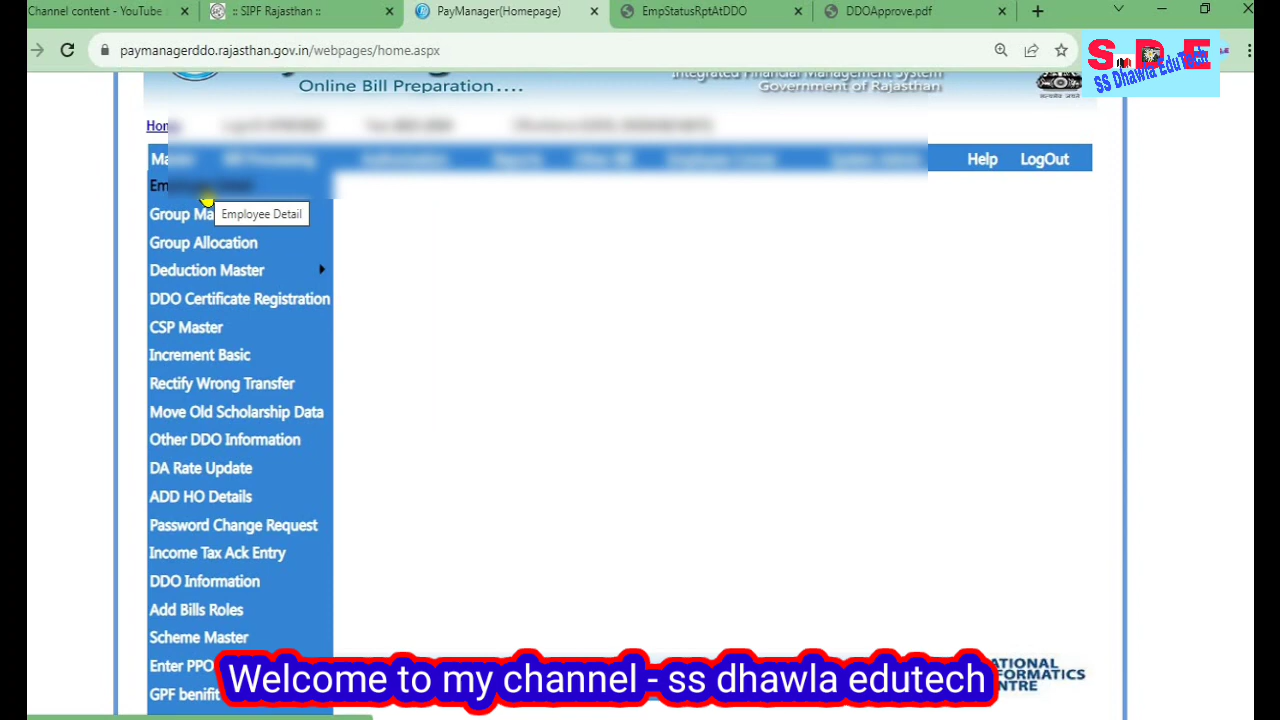 Channel content - YouTube
:: SIPF Rajasthan ::
PayManager(Homepage)
EmpStatusRptAtDDO
DDOApprove.pdf
paymanagerddo.rajasthan.gov.in/webpages/home.aspx
S D E
SS Dhawla EduTech
Online Bill Preparation....
Integrated Financial Management System
Government of Rajasthan
Help LogOut
Employee Detail
Group Allocation
Deduction Master
DDO Certificate Registration
CSP Master
Increment Basic
Rectify Wrong Transfer
Move Old Scholarship Data
Other DDO Information
DA Rate Update
ADD HO Details
Password Change Request
Income Tax Ack Entry
DDO Information
Add Bills Roles
Scheme Master
Enter PPO
GPF benifit
Welcome to my channel - ss dhawla edutech